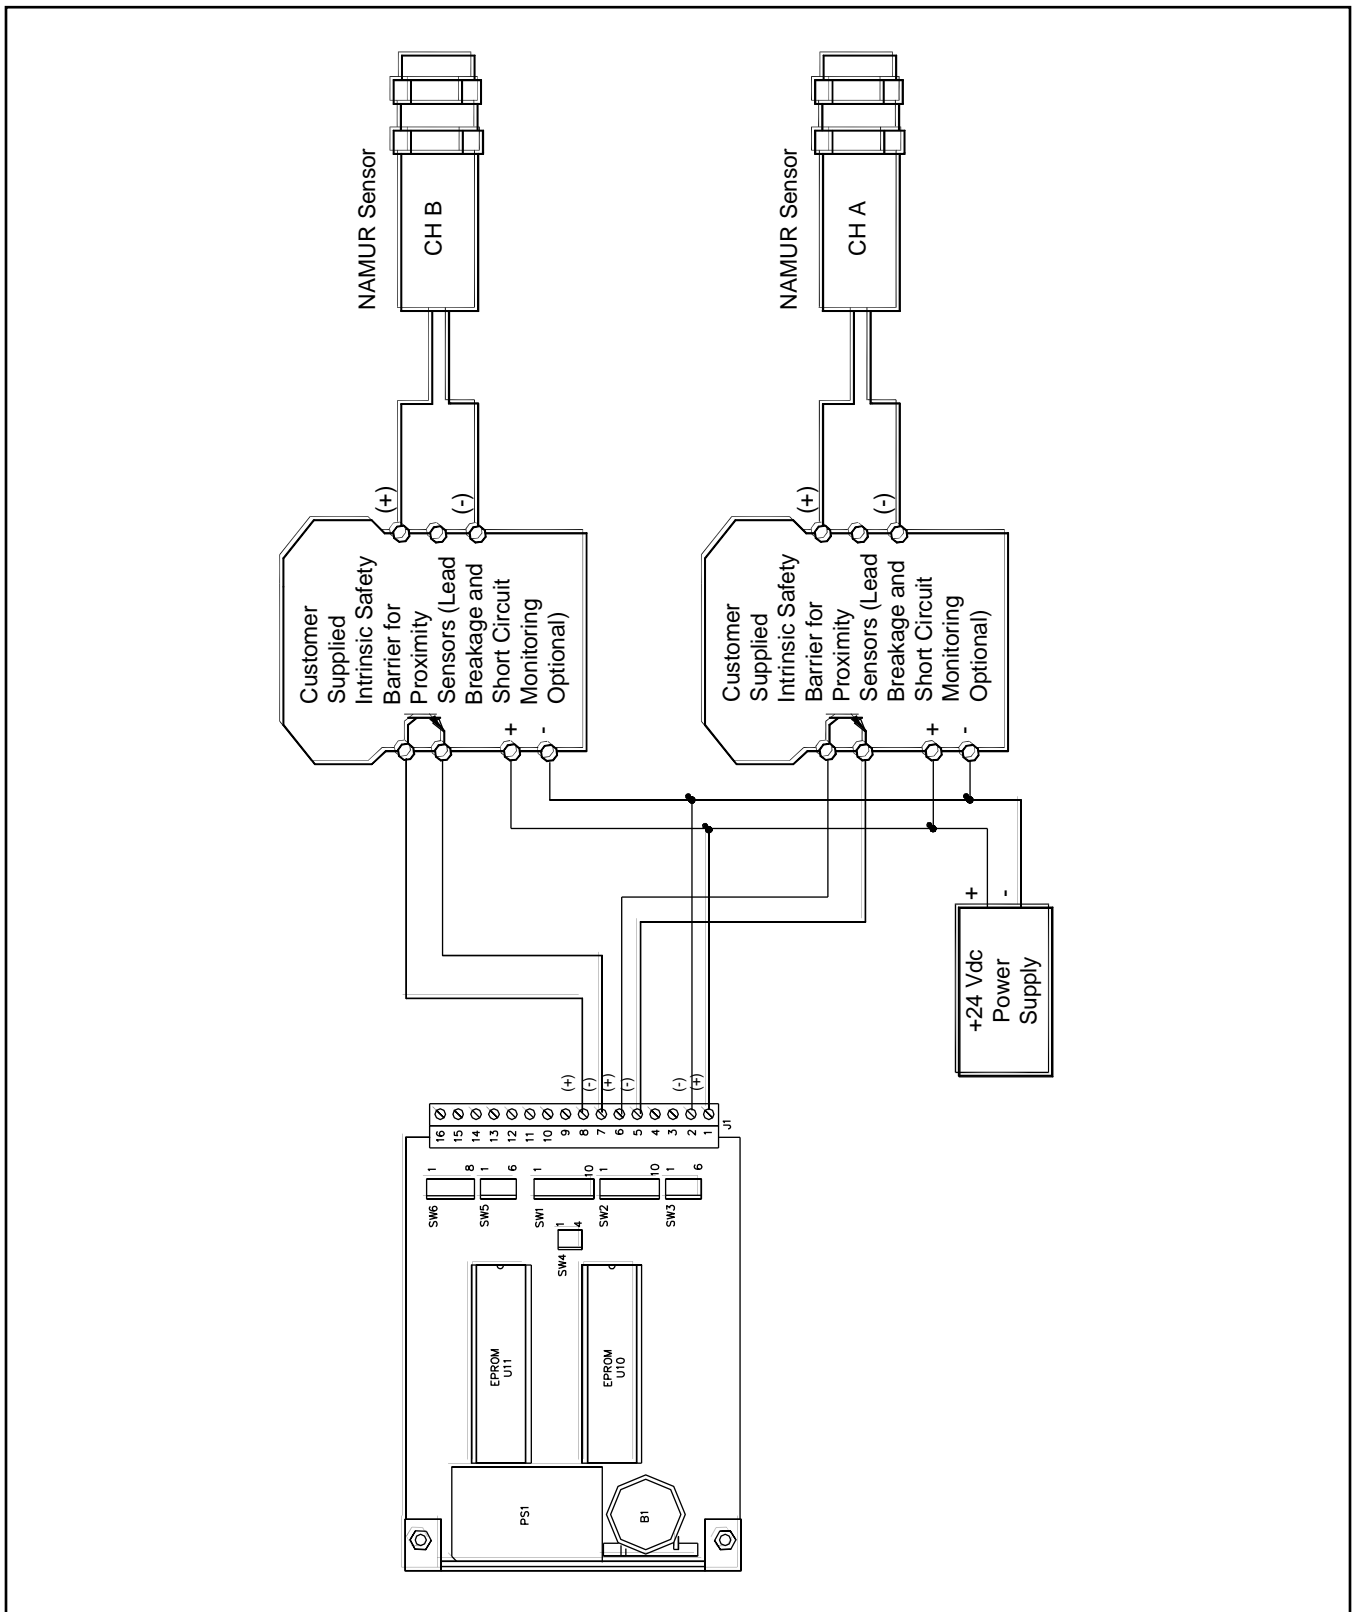 NAMUR Sensor
CH B
NAMUR Sensor
CH A
(+)
(-)
(+)
(-)
Customer
Supplied
Intrinsic Safety
Barrier for
Proximity
Sensors (Lead
Breakage and
Short Circuit
Monitoring
Optional)
+
-
Customer
Supplied
Intrinsic Safety
Barrier for
Proximity
Sensors (Lead
Breakage and
Short Circuit
Monitoring
Optional)
+
-
+
-
+24 Vdc
Power
Supply
(+)
(-)
(+)
(-)
(-)
(+)
16
15
14
13
12
11
10
9
8
7
6
5
4
3
2
1
J1
1
8
SW6
1
6
SW5
1
10
SW1
1
10
SW2
1
6
SW3
1
4
SW4
EPROM
U11
EPROM
U10
PS1
B1